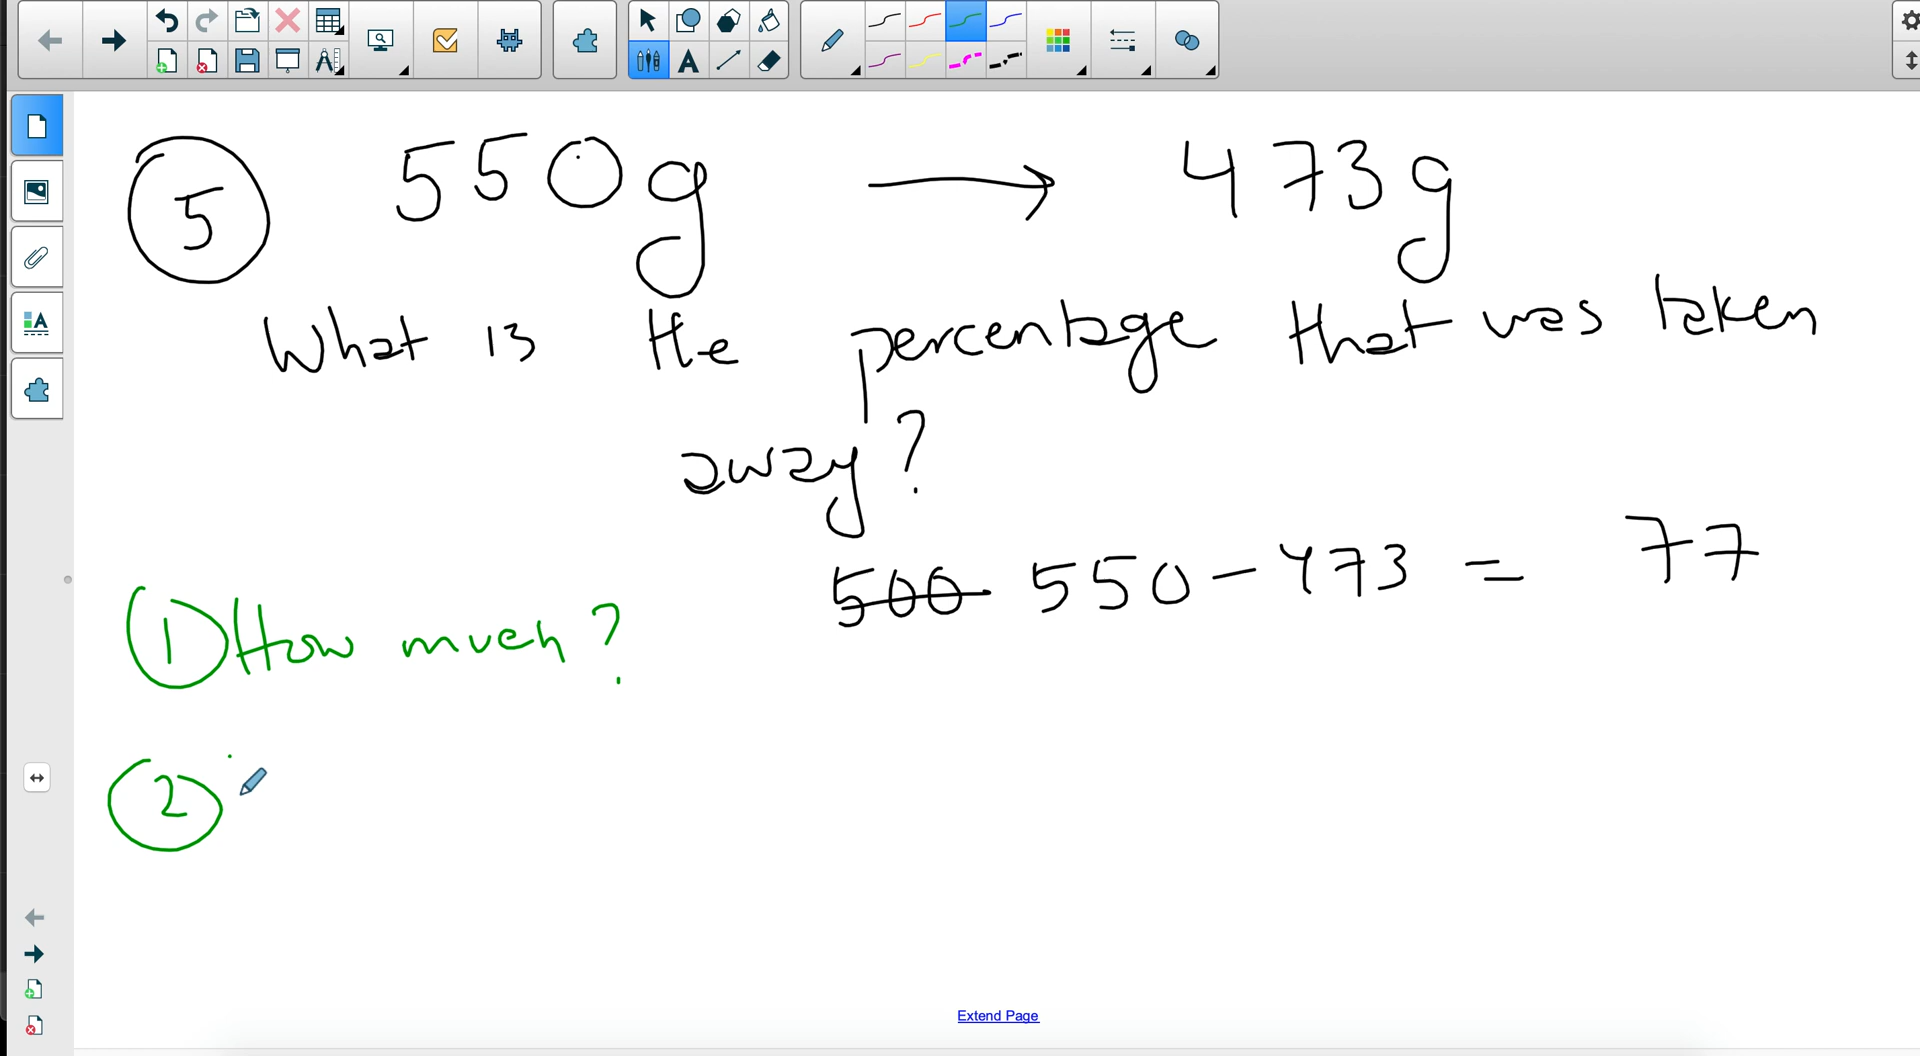 5 550g → 473g
What is the percentage that was taken
away?
500 550-473 = 77
1 How much?
2
Extend Page